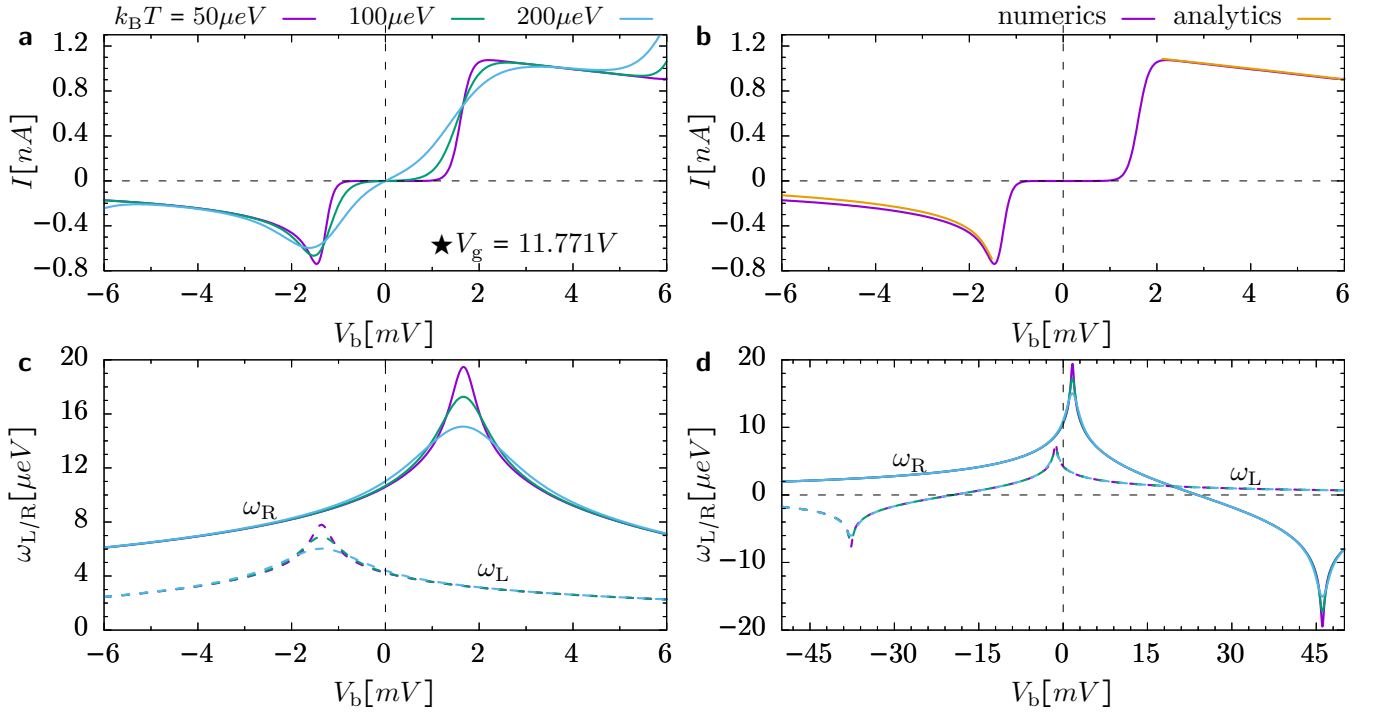 k_B T = 50μeV 100μeV 200μeV
numerics analytics
a
1.2
0.8
0.4
0
−0.4
−0.8
I[nA]
★V_g = 11.771V
−6 −4 −2 0 2 4 6
V_b[mV]
b
1.2
0.8
0.4
0
−0.4
−0.8
I[nA]
−6 −4 −2 0 2 4 6
V_b[mV]
c
20
16
12
8
4
0
ω_L/R[μeV]
ω_R
ω_L
−6 −4 −2 0 2 4 6
V_b[mV]
d
20
10
0
−10
−20
ω_L/R[μeV]
ω_R
ω_L
−45 −30 −15 0 15 30 45
V_b[mV]